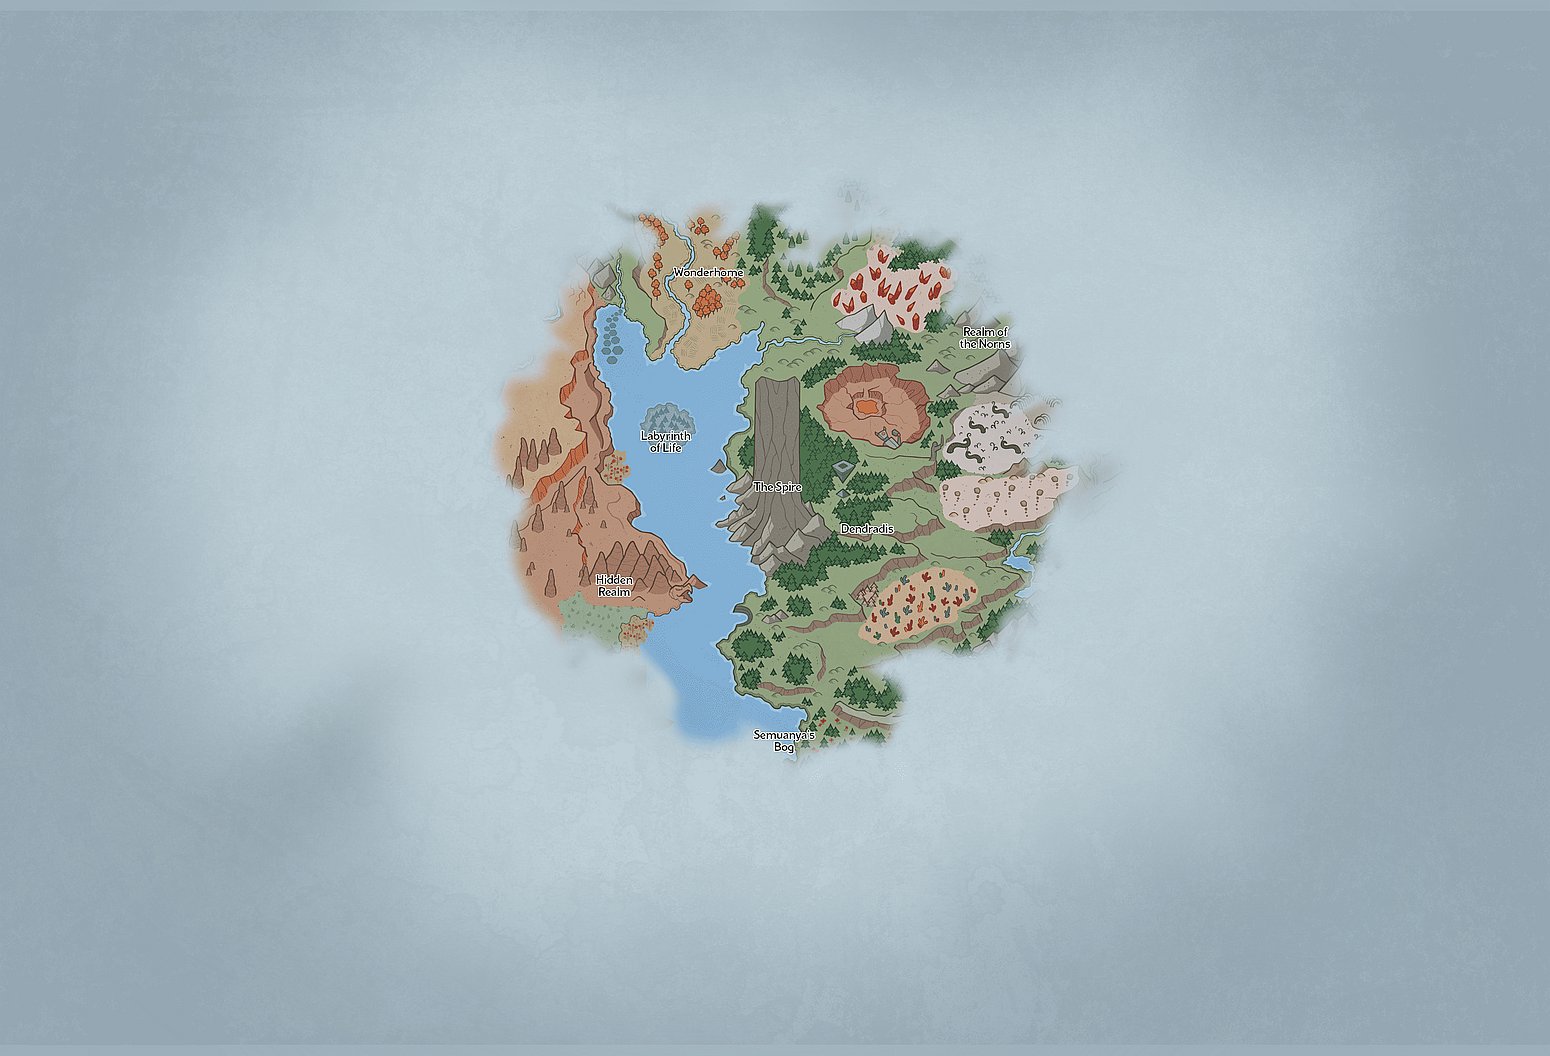 Wonderhome
Realm of
the Norns
Labyrinth
of Life
The Spire
Dendradis
Hidden
Realm
Semuanya's
Bog